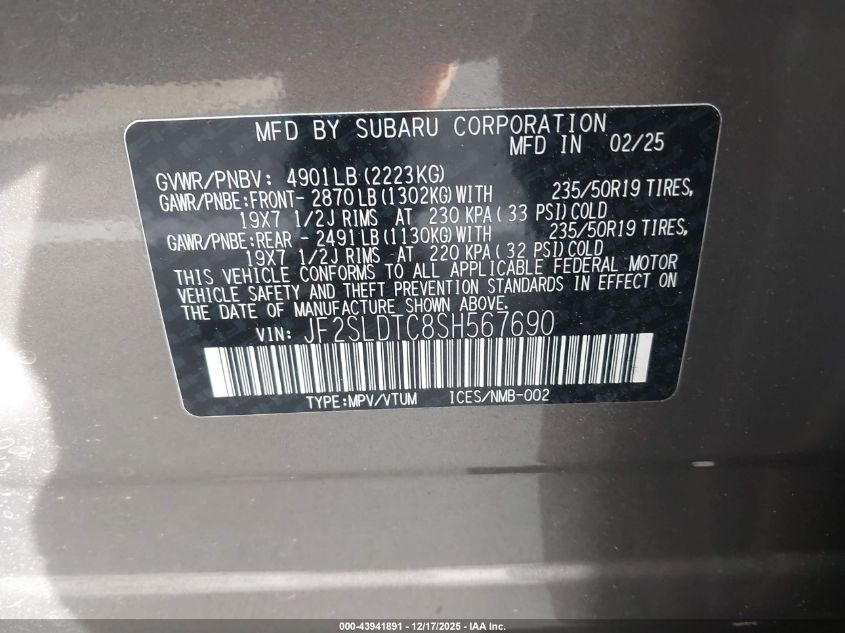 MFD BY SUBARU CORPORATION
MFD IN 02/25
GVWR/PNBV: 4901LB(2223KG)
GAWR/PNBE:FRONT- 2870LB(1302KG)WITH 235/50R19 TIRES,
19X7 1/2J RIMS AT 230 KPA( 33 PSI)COLD
GAWR/PNBE:REAR - 2491LB(1130KG)WITH 235/50R19 TIRES,
19X7 1/2J RIMS AT 220 KPA( 32 PSI)COLD
THIS VEHICLE CONFORMS TO ALL APPLICABLE FEDERAL MOTOR
VEHICLE SAFETY AND THEFT PREVENTION STANDARDS IN EFFECT ON
THE DATE OF MANUFACTURE SHOWN ABOVE.
VIN: JF2SLDTC8SH567690
TYPE:MPV/VTUM ICES/NMB-002
000-43941891 - 12/17/2025 - IAA Inc.